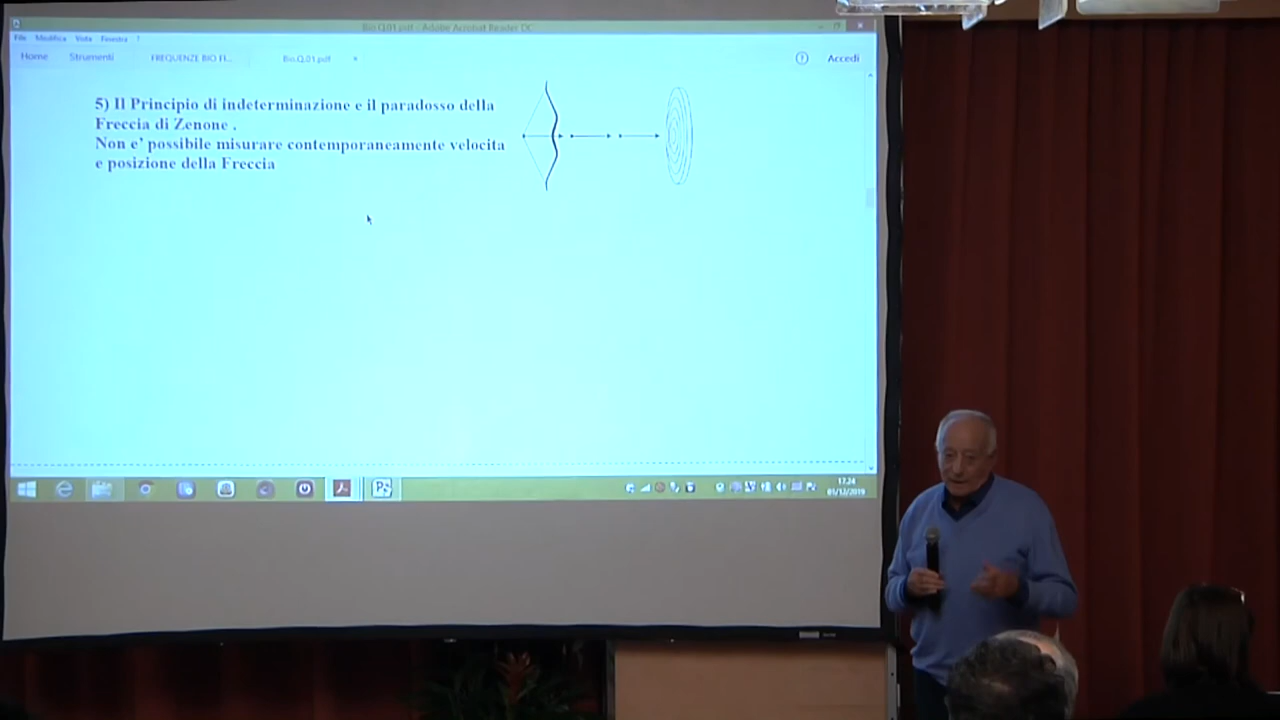 Bio.Q.01.pdf - Adobe Acrobat Reader DC
File Modifica Vista Finestra ?
Home Strumenti FREQUENZE BIO FI... Bio.Q.01.pdf × ? Accedi
5) Il Principio di indeterminazione e il paradosso della
Freccia di Zenone .
Non e' possibile misurare contemporaneamente velocita
e posizione della Freccia
17.24
01/12/2019